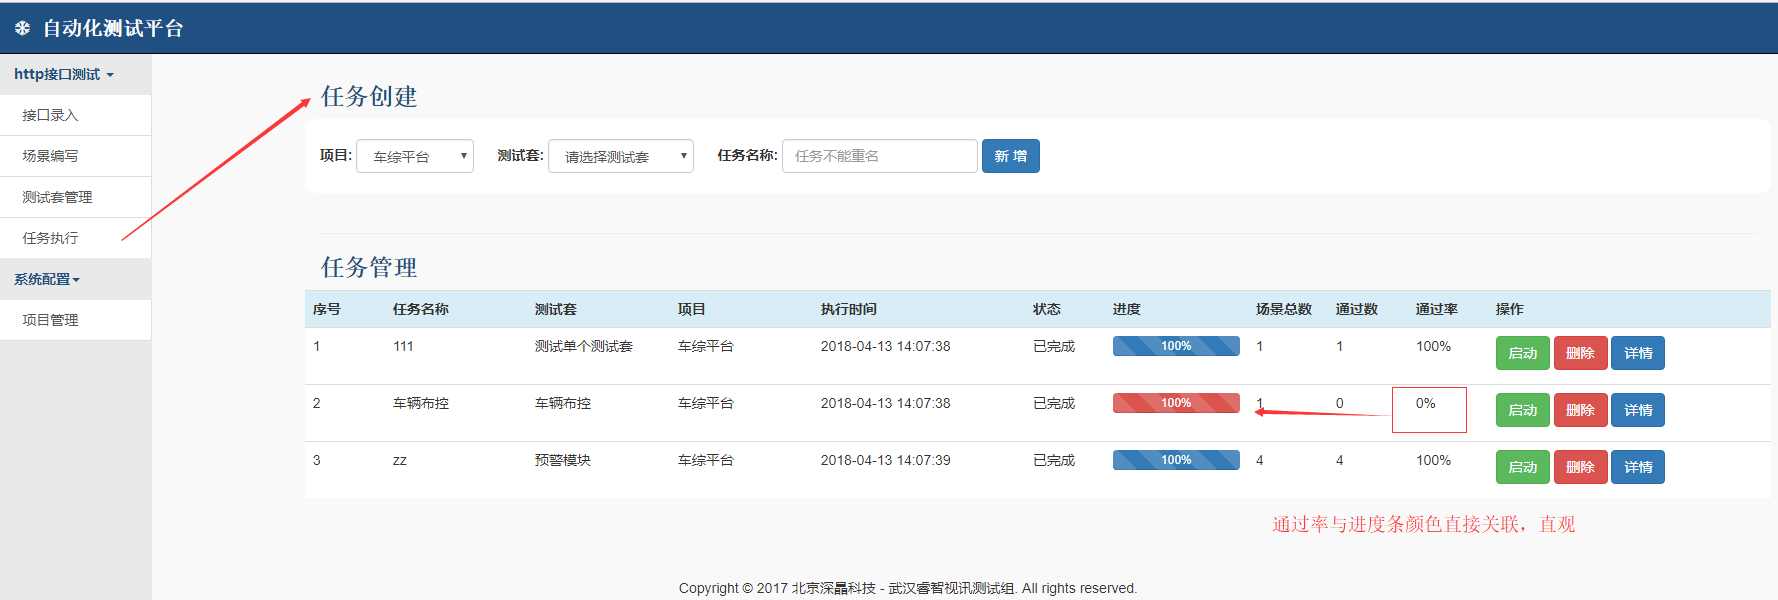 自动化测试平台
http接口测试
接口录入
场景编写
测试套管理
任务执行
系统配置
项目管理
任务创建
项目: 车综平台 测试套: 请选择测试套 任务名称: 任务不能重名 新 增
任务管理
序号 任务名称 测试套 项目 执行时间 状态 进度 场景总数 通过数 通过率 操作
1 111 测试单个测试套 车综平台 2018-04-13 14:07:38 已完成 100% 1 1 100% 启动 删除 详情
2 车辆布控 车辆布控 车综平台 2018-04-13 14:07:38 已完成 100% 1 0 0% 启动 删除 详情
3 zz 预警模块 车综平台 2018-04-13 14:07:39 已完成 100% 4 4 100% 启动 删除 详情
通过率与进度条颜色直接关联，直观
Copyright © 2017 北京深晶科技 - 武汉睿智视讯测试组. All rights reserved.